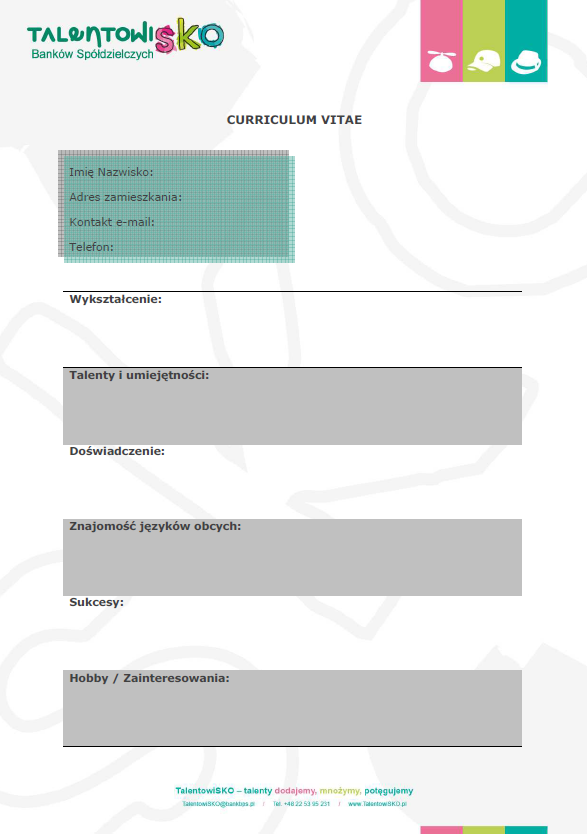 TALENTOWISKO
Banków Spółdzielczych
CURRICULUM VITAE
Imię Nazwisko:
Adres zamieszkania:
Kontakt e-mail:
Telefon:
Wykształcenie:
Talenty i umiejętności:
Doświadczenie:
Znajomość języków obcych:
Sukcesy:
Hobby / Zainteresowania:
TalentowiSKO – talenty dodajemy, mnożymy, potęgujemy
TalentowiSKO@bankbps.pl / Tel. +48 22 53 95 231 / www.TalentowiSKO.pl